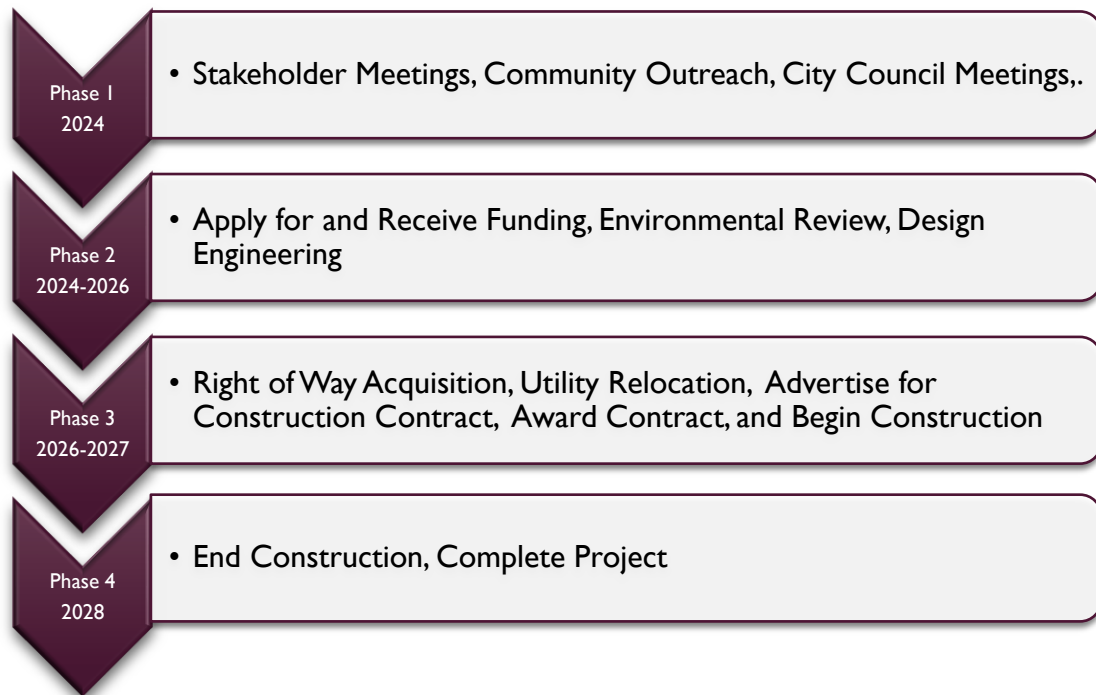 Phase 1
2024
• Stakeholder Meetings, Community Outreach, City Council Meetings,.
Phase 2
2024-2026
• Apply for and Receive Funding, Environmental Review, Design
Engineering
Phase 3
2026-2027
• Right of Way Acquisition, Utility Relocation, Advertise for
Construction Contract, Award Contract, and Begin Construction
Phase 4
2028
• End Construction, Complete Project